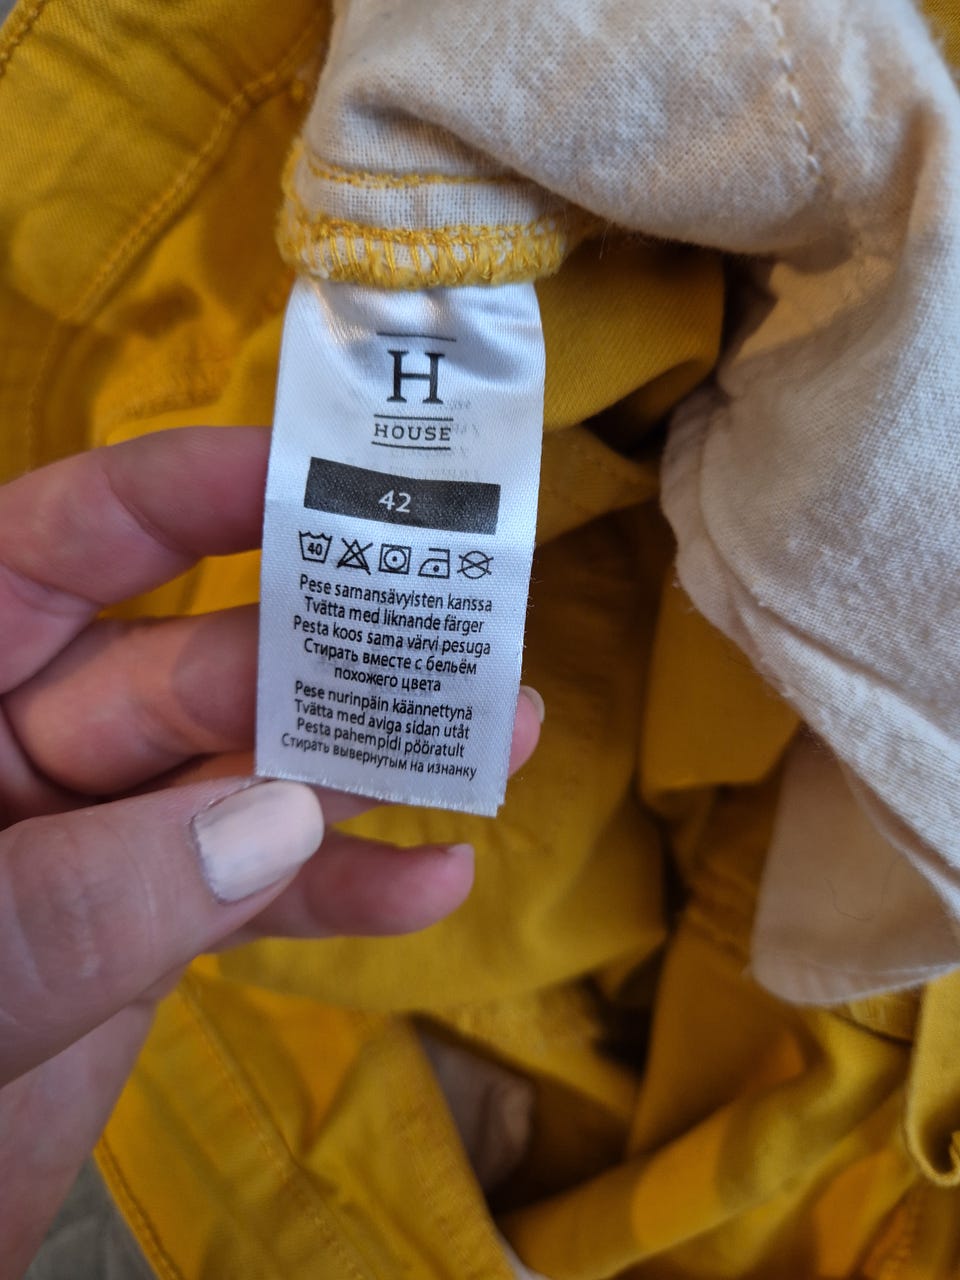 H
HOUSE
42
40
Pese samansävyisten kanssa
Tvätta med liknande färger
Pesta koos sama värvi pesuga
Стирать вместе с бельём
похожего цвета
Pese nurinpäin käännettynä
Tvätta med aviga sidan utåt
Pesta pahempidi pööratult
Стирать вывернутым на изнанку